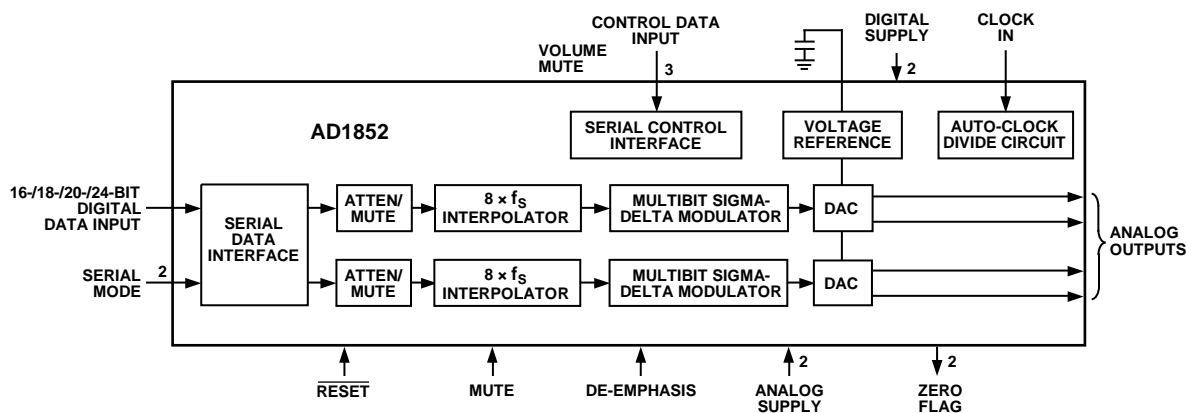 CONTROL DATA
INPUT
VOLUME
MUTE
3
DIGITAL
SUPPLY
2
CLOCK
IN
AD1852
SERIAL CONTROL
INTERFACE
VOLTAGE
REFERENCE
AUTO-CLOCK
DIVIDE CIRCUIT
16-/18-/20-/24-BIT
DIGITAL
DATA INPUT
2
SERIAL
MODE
SERIAL
DATA
INTERFACE
ATTEN/
MUTE
8 × fS
INTERPOLATOR
MULTIBIT SIGMA-
DELTA MODULATOR
DAC
ATTEN/
MUTE
8 × fS
INTERPOLATOR
MULTIBIT SIGMA-
DELTA MODULATOR
DAC
ANALOG
OUTPUTS
RESET
MUTE
DE-EMPHASIS
2
ANALOG
SUPPLY
2
ZERO
FLAG